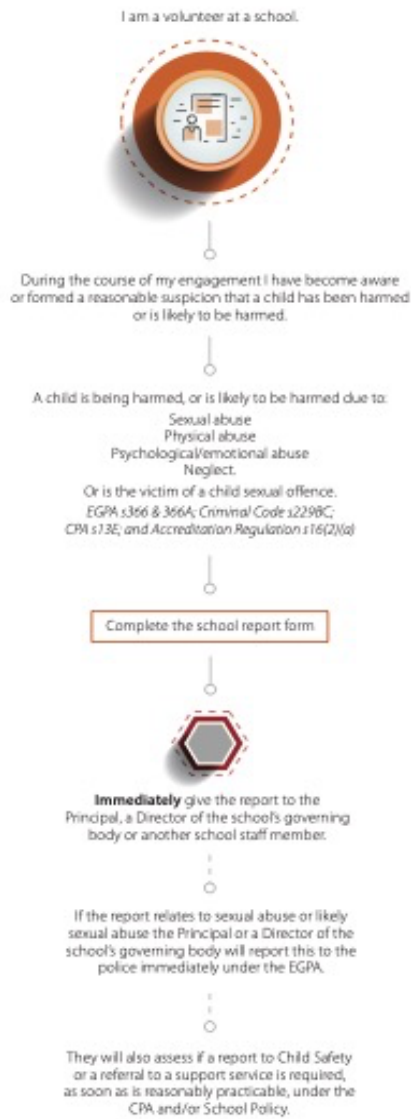 I am a volunteer at a school.
During the course of my engagement I have become aware
or formed a reasonable suspicion that a child has been harmed
or is likely to be harmed.
A child is being harmed, or is likely to be harmed due to:
Sexual abuse
Physical abuse
Psychological/emotional abuse
Neglect.
Or is the victim of a child sexual offence.
EGPA s366 & 366A; Criminal Code s229BC;
CPA s13E; and Accreditation Regulation s16(2)(a)
Complete the school report form
Immediately give the report to the
Principal, a Director of the school's governing
body or another school staff member.
If the report relates to sexual abuse or likely
sexual abuse the Principal or a Director of the
school's governing body will report this to the
police immediately under the EGPA.
They will also assess if a report to Child Safety
or a referral to a support service is required,
as soon as is reasonably practicable, under the
CPA and/or School Policy.